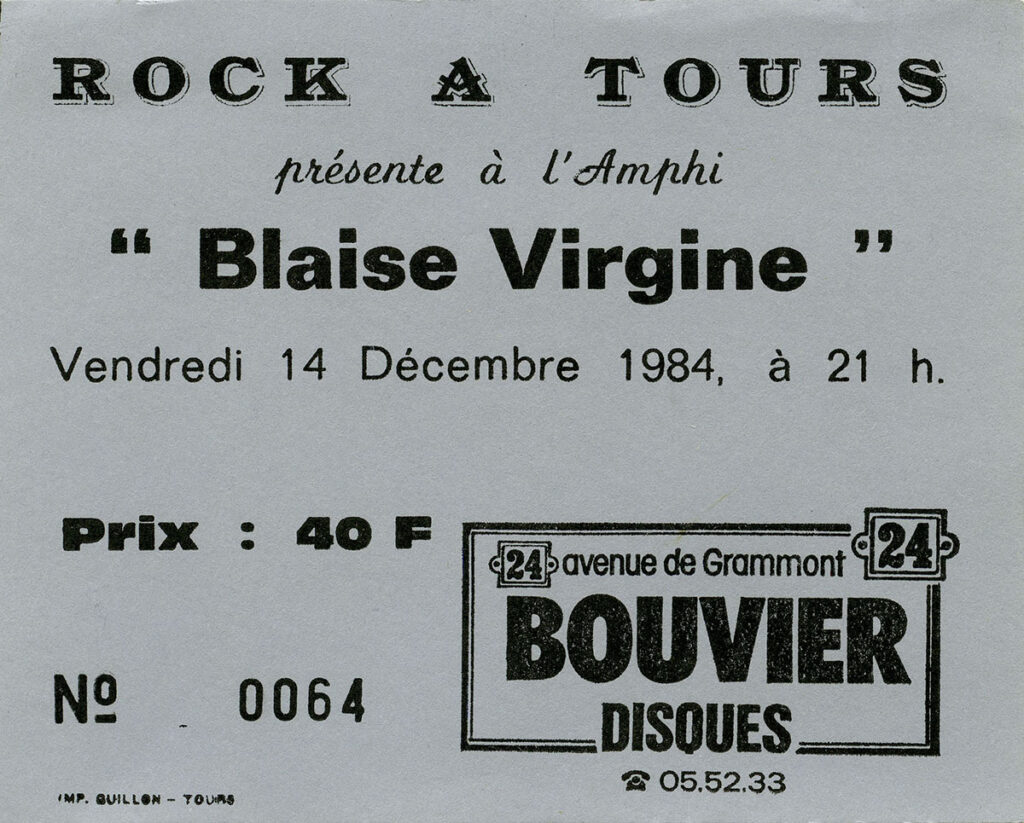 ROCK A TOURS
présente à l'Amphi
“ Blaise Virgine ”
Vendredi 14 Décembre 1984, à 21 h.
Prix : 40 F
24
24 avenue de Grammont
BOUVIER
DISQUES
☎ 05.52.33
Nº 0064
IMP. GUILLON - TOURS